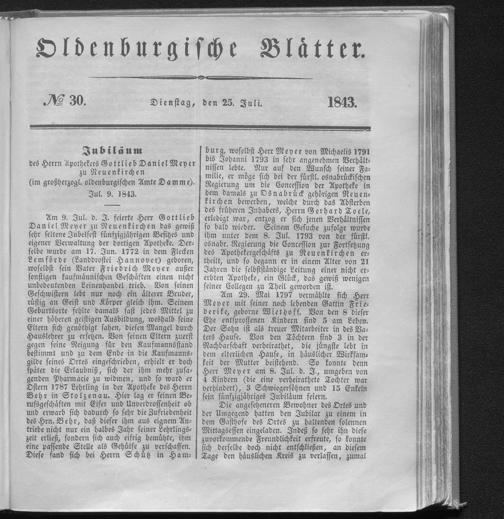 Oldenburgische Blätter.
№ 30. Dienstag, den 25. Juli. 1843.
Jubiläum
des Herrn Apothekers Gottlieb Daniel Meyer
zu Neuenkirchen
(im großherzogl. oldenburgischen Amte Damme).
Jul. 9. 1843.
Am 9. Jul. d. J. feierte Herr Gottlieb
Daniel Meyer zu Neuenkirchen das gewiß
sehr seltene Jubelfest fünfzigjährigen Besitzes und
eigener Verwaltung der dortigen Apotheke. Der-
selbe wurde am 17. Jun. 1772 in dem Flecken
Lemförde (Landdrostei Hannover) geboren,
woselbst sein Vater Friedrich Meyer außer
sonstigen kaufmännischen Geschäften einen nicht
unbedeutenden Leinenhandel trieb. Von seinen
Geschwistern lebt nur noch ein älterer Bruder,
rüstig an Geist und Körper gleich ihm. Seinem
Geburtsorte fehlte damals fast jedes Mittel zu
einer höheren geistigen Ausbildung, weshalb seine
Eltern sich genöthigt sahen, diesen Mangel durch
Hauslehrer zu ersetzen. Von seinen Eltern zuerst
gegen seine Neigung für den Kaufmannsstand
bestimmt und zu dem Ende in die Kaufmanns-
gilde seines Ortes eingeschrieben, erhielt er doch
später die Erlaubniß, sich der ihm mehr zusa-
genden Pharmacie zu widmen, und so ward er
Ostern 1787 Lehrling in der Apotheke des Herrn
Behr in Stolzenau. Hier lag er seinen Be-
rufsgeschäften mit Eifer und Unverdrossenheit ob
und erwarb sich dadurch so sehr die Zufriedenheit
des Hrn. Behr, daß dieser ihm aus eigenem An-
triebe nicht nur ein halbes Jahr seiner Lehrlings-
zeit erließ, sondern sich auch eifrig bemühte, ihm
eine passende Stelle als Gehülfe zu verschaffen.
Diese fand sich bei Herrn Schütz in Ham-
burg, woselbst Herr Meyer von Michaelis 1791
bis Johanni 1793 in sehr angenehmen Verhält-
nissen lebte. Nur auf den Wunsch seiner Fa-
milie, er möge sich bei der fürstl. osnabrückischen
Regierung um die Concession der Apotheke in
dem damals zu Osnabrück gehörigen Neuen-
kirchen bewerben, welche durch das Absterben
des früheren Inhabers, Herrn Gerhard Toele,
erledigt war, entzog er sich jenen Verhältnissen
so bald wieder. Seinem Gesuche zufolge wurde
ihm unter dem 8. Jul. 1793 von der fürstl.
osnabr. Regierung die Concession zur Fortsetzung
des Apothekergeschäfts zu Neuenkirchen er-
theilt, und so begann er in einem Alter von 21
Jahren die selbstständige Leitung einer nicht er-
erbten Apotheke, ein Glück, das gewiß wenigen
seiner Collegen zu Theil geworden ist.
Am 29. Mai 1797 vermählte sich Herr
Meyer mit seiner noch lebenden Gattin Frie-
derike, geborne Wiethoff. Von den 8 dieser
Ehe entsprossenen Kindern sind 5 am Leben.
Der Sohn ist als treuer Mitarbeiter in des Va-
ters Hause. Von den Töchtern sind 3 in der
Nachbarschaft verheirathet, die jüngste lebt in
dem elterlichen Hause, in häuslicher Wirksam-
keit der Mutter beistehend. So konnte denn
Herr Meyer am 8. Jul. d. J., umgeben von
4 Kindern (die eine verheirathete Tochter war
verhindert), 3 Schwiegersöhnen und 15 Enkeln
sein fünfzigjähriges Jubiläum feiern.
Die angeseheneren Bewohner des Ortes und
der Umgegend hatten den Jubilar zu einem in
dem Gasthofe des Ortes zu haltenden solennen
Mittagsessen eingeladen. Indeß so sehr ihn diese
zuvorkommende Freundlichkeit erfreute, so konnte
sich derselbe doch nicht entschließen, an diesem
Tage den häuslichen Kreis zu verlassen, zumal